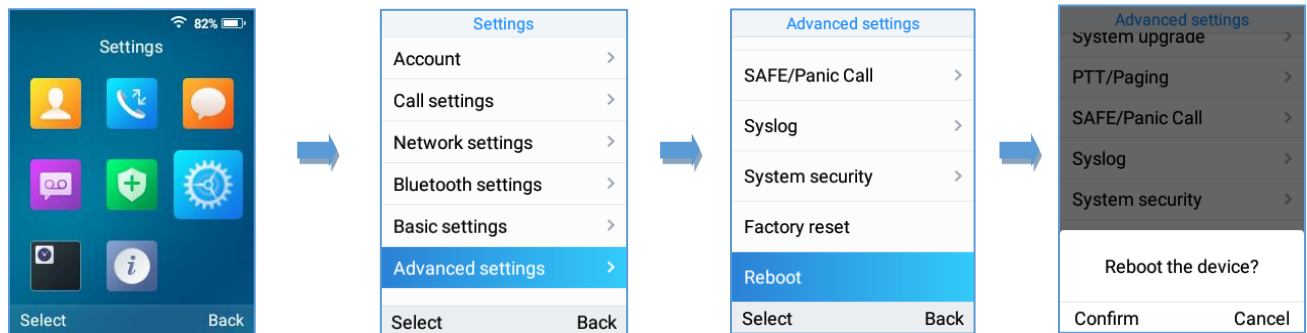 82%
Settings
Select Back
Settings
Account
Call settings
Network settings
Bluetooth settings
Basic settings
Advanced settings
Select Back
Advanced settings
SAFE/Panic Call
Syslog
System security
Factory reset
Reboot
Select Back
Advanced settings
System upgrade
PTT/Paging
SAFE/Panic Call
Syslog
System security
Reboot the device?
Confirm Cancel